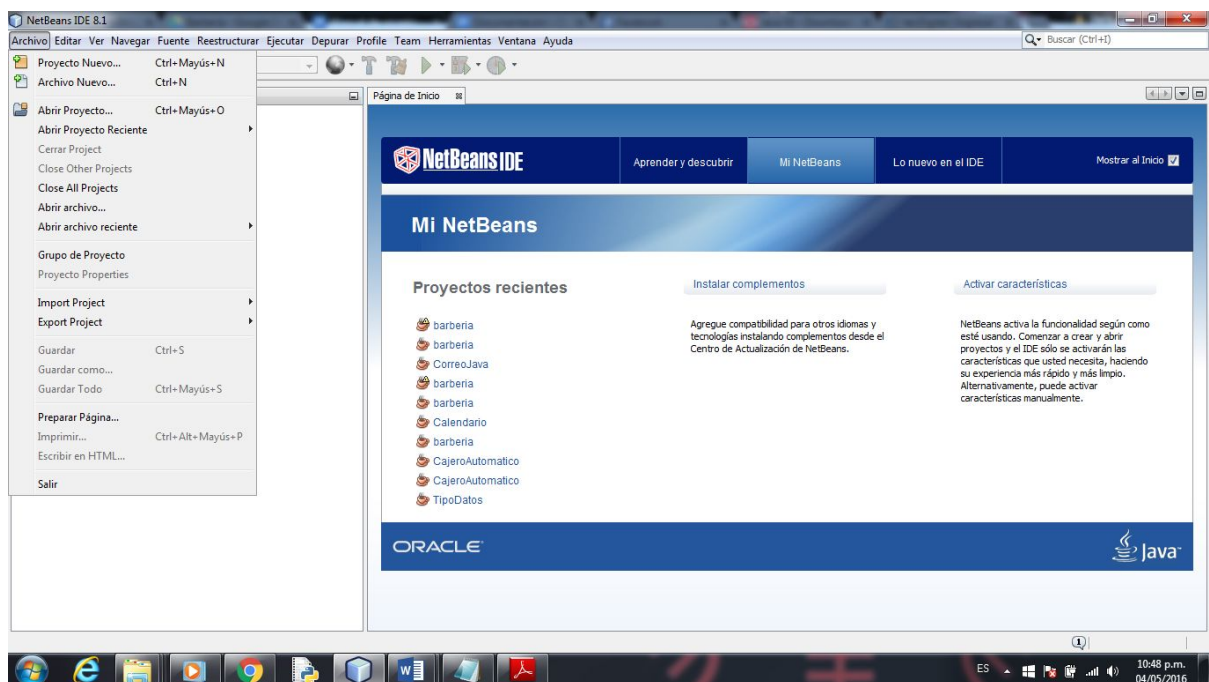 NetBeans IDE 8.1
Archivo Editar Ver Navegar Fuente Reestructurar Ejecutar Depurar Profile Team Herramientas Ventana Ayuda
Buscar (Ctrl+I)
Proyecto Nuevo... Ctrl+Mayús+N
Archivo Nuevo... Ctrl+N
Abrir Proyecto... Ctrl+Mayús+O
Abrir Proyecto Reciente
Cerrar Project
Close Other Projects
Close All Projects
Abrir archivo...
Abrir archivo reciente
Grupo de Proyecto
Proyecto Properties
Import Project
Export Project
Guardar Ctrl+S
Guardar como...
Guardar Todo Ctrl+Mayús+S
Preparar Página...
Imprimir... Ctrl+Alt+Mayús+P
Escribir en HTML...
Salir
Página de Inicio
NetBeans IDE
Aprender y descubrir
Mi NetBeans
Lo nuevo en el IDE
Mostrar al Inicio
Mi NetBeans
Proyectos recientes
barberia
barberia
CorreoJava
barberia
barberia
Calendario
barberia
CajeroAutomatico
CajeroAutomatico
TipoDatos
Instalar complementos
Agregue compatibilidad para otros idiomas y
tecnologías instalando complementos desde el
Centro de Actualización de NetBeans.
Activar características
NetBeans activa la funcionalidad según como
esté usando. Comenzar a crear y abrir
proyectos y el IDE sólo se activarán las
características que usted necesita, haciendo
su experiencia más rápido y más limpio.
Alternativamente, puede activar
características manualmente.
ORACLE
Java
1
ES
10:48 p.m.
04/05/2016